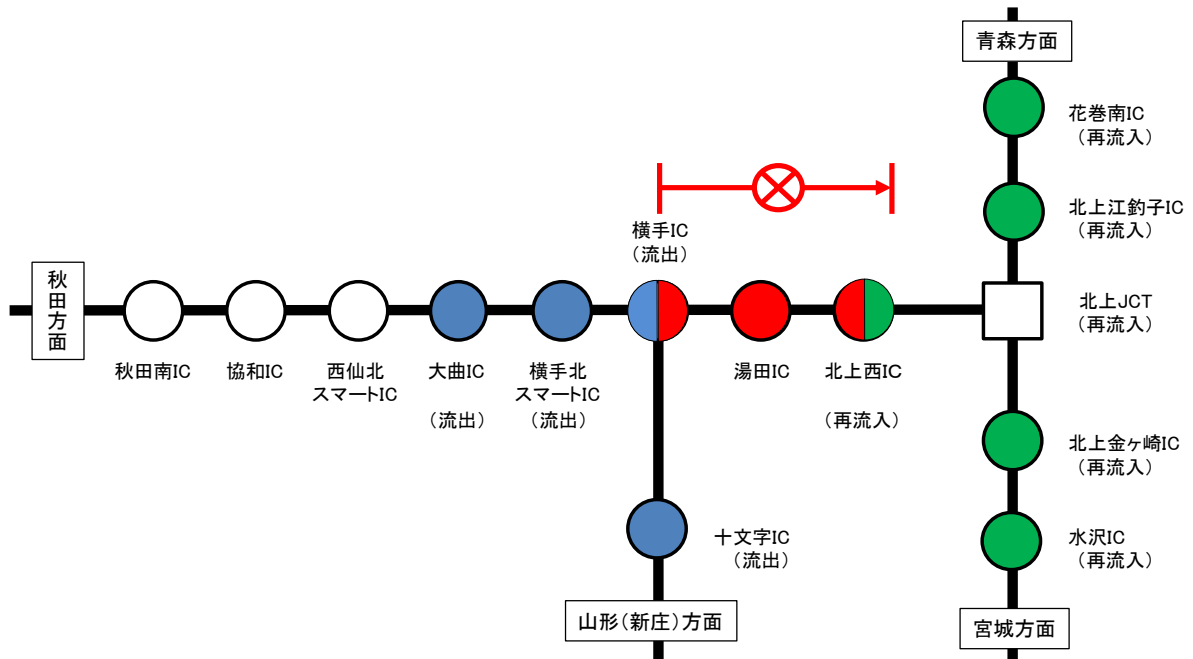 青森方面
花巻南IC
（再流入）
北上江釣子IC
（再流入）
横手IC
（流出）
秋田方面
北上JCT
（再流入）
秋田南IC
協和IC
西仙北
スマートIC
大曲IC
（流出）
横手北
スマートIC
（流出）
湯田IC
北上西IC
（再流入）
北上金ヶ崎IC
（再流入）
十文字IC
（流出）
水沢IC
（再流入）
山形（新庄）方面
宮城方面